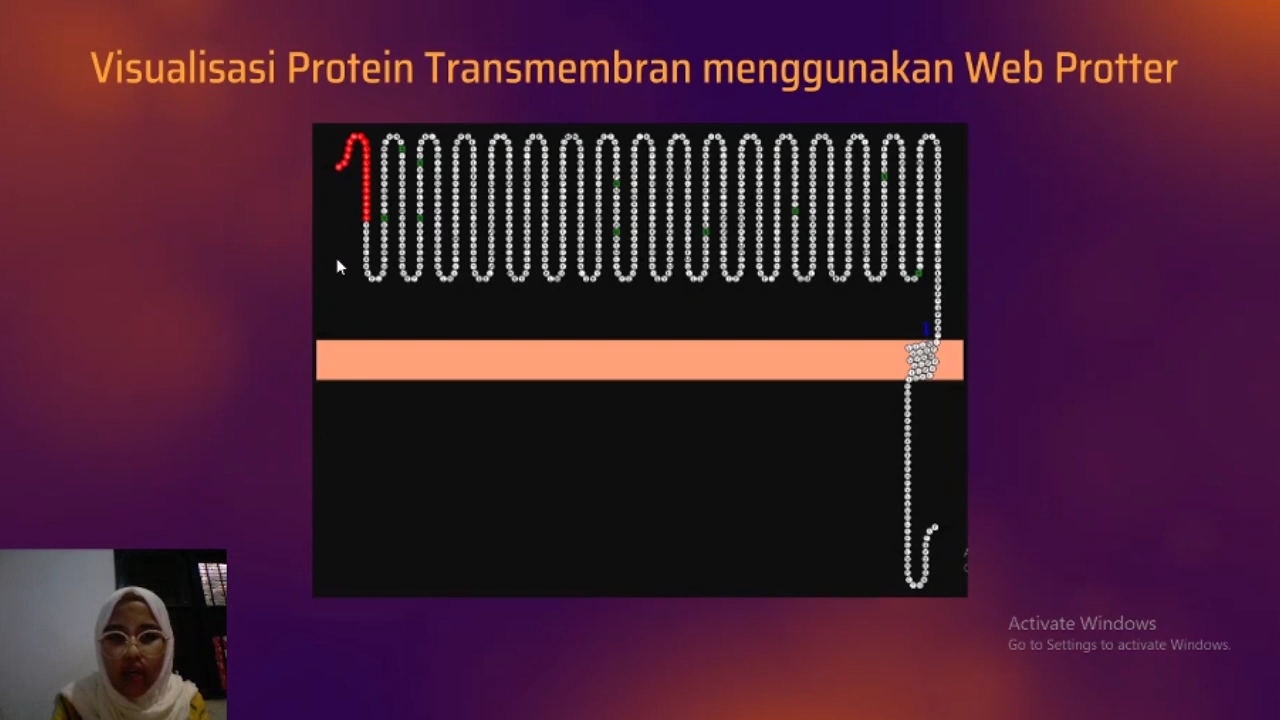 Visualisasi Protein Transmembran menggunakan Web Protter
Activate Windows
Go to Settings to activate Windows.